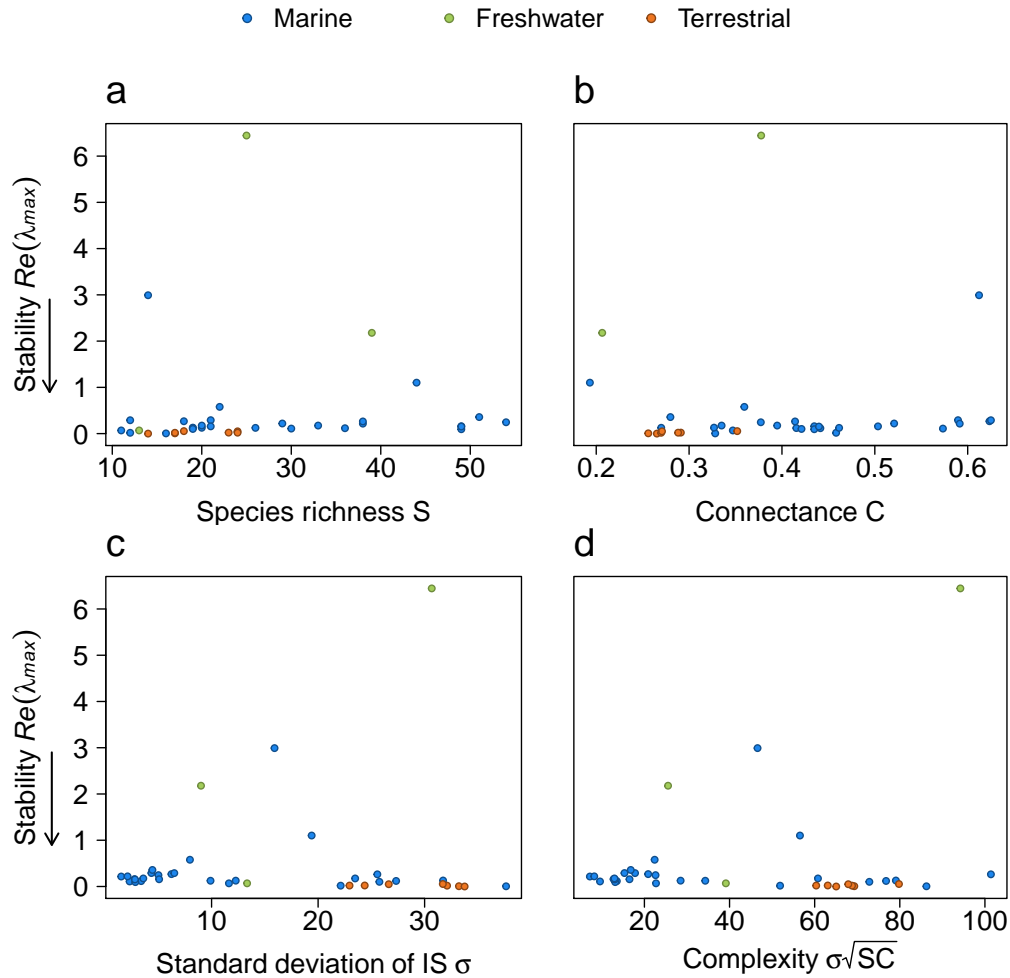 Marine Freshwater Terrestrial
a b
Stability Re(λmax)
6
5
4
3
2
1
0
10 20 30 40 50
Species richness S
0.2 0.3 0.4 0.5 0.6
Connectance C
c d
Stability Re(λmax)
6
5
4
3
2
1
0
10 20 30
Standard deviation of IS σ
20 40 60 80 100
Complexity σ√SC